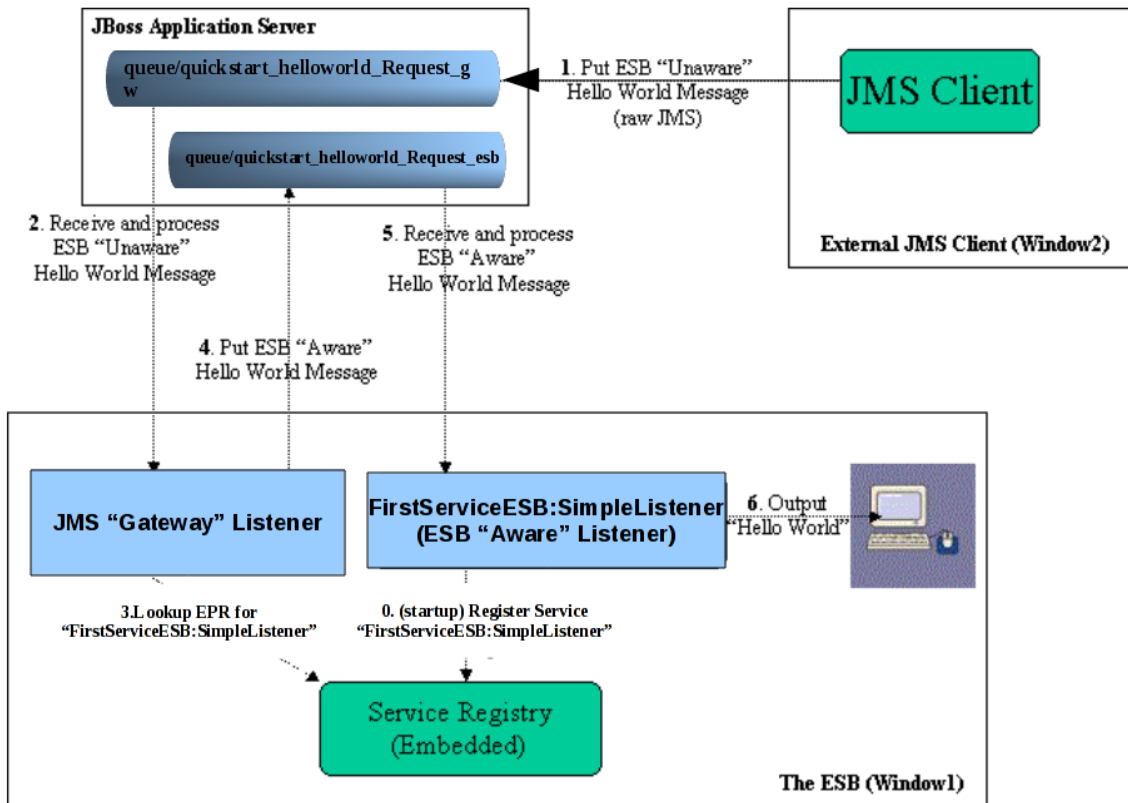 JBoss Application Server
queue/quickstart_helloworld_Request_g
w
queue/quickstart_helloworld_Request_esb
1. Put ESB “Unaware”
Hello World Message
(raw JMS)
JMS Client
External JMS Client (Window2)
2. Receive and process
ESB “Unaware”
Hello World Message
5. Receive and process
ESB “Aware”
Hello World Message
4. Put ESB “Aware”
Hello World Message
JMS “Gateway” Listener
FirstServiceESB:SimpleListener
(ESB “Aware” Listener)
6. Output
“Hello World”
3.Lookup EPR for
“FirstServiceESB:SimpleListener”
0. (startup) Register Service
“FirstServiceESB:SimpleListener”
Service Registry
(Embedded)
The ESB (Window1)